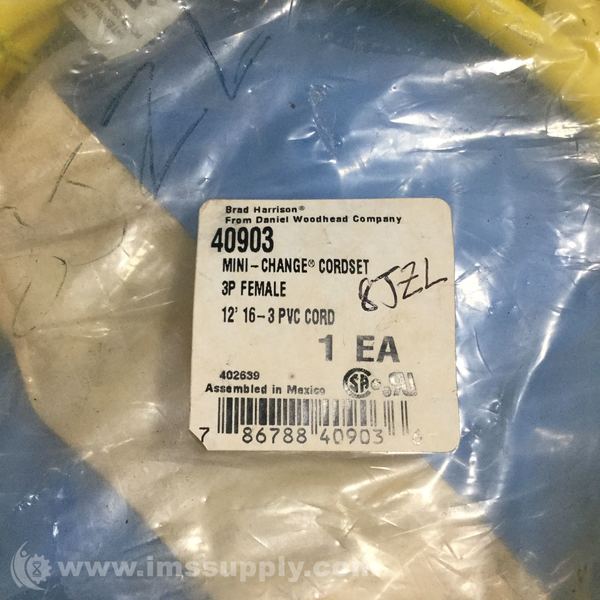 Brad Harrison®
From Daniel Woodhead Company
40903
MINI-CHANGE® CORDSET
3P FEMALE
8JZL
12' 16-3 PVC CORD
1 EA
402639
Assembled in Mexico
7 86788 40903 6
www.imssupply.com